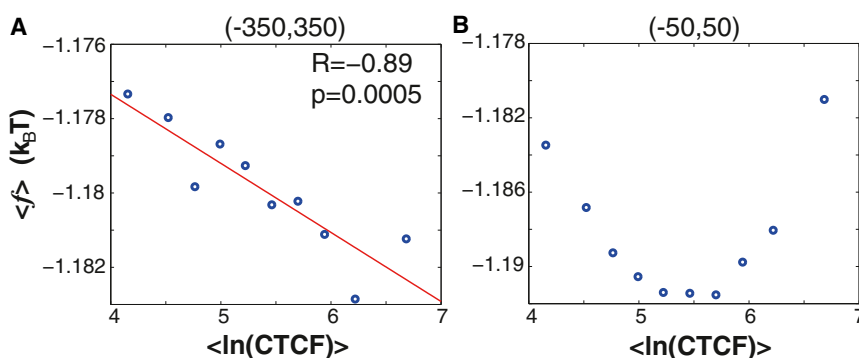 A
(-350,350)
R=−0.89
p=0.0005
−1.176
−1.178
−1.18
−1.182
<f> (kBT)
4 5 6 7
<ln(CTCF)>
B
(-50,50)
−1.178
−1.182
−1.186
−1.19
4 5 6 7
<ln(CTCF)>